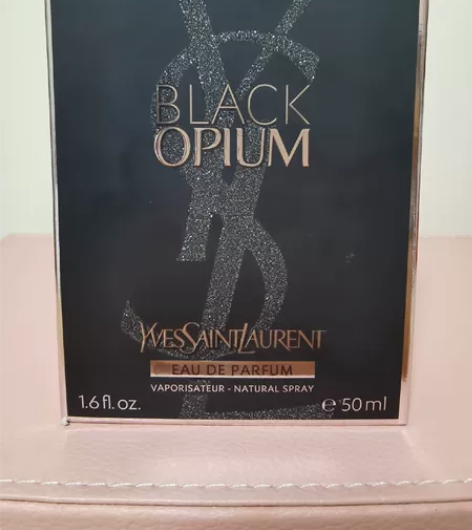 BLACK
OPIUM
YVESSAINTLAURENT
EAU DE PARFUM
VAPORISATEUR - NATURAL SPRAY
1.6 fl. oz. ℮ 50 ml